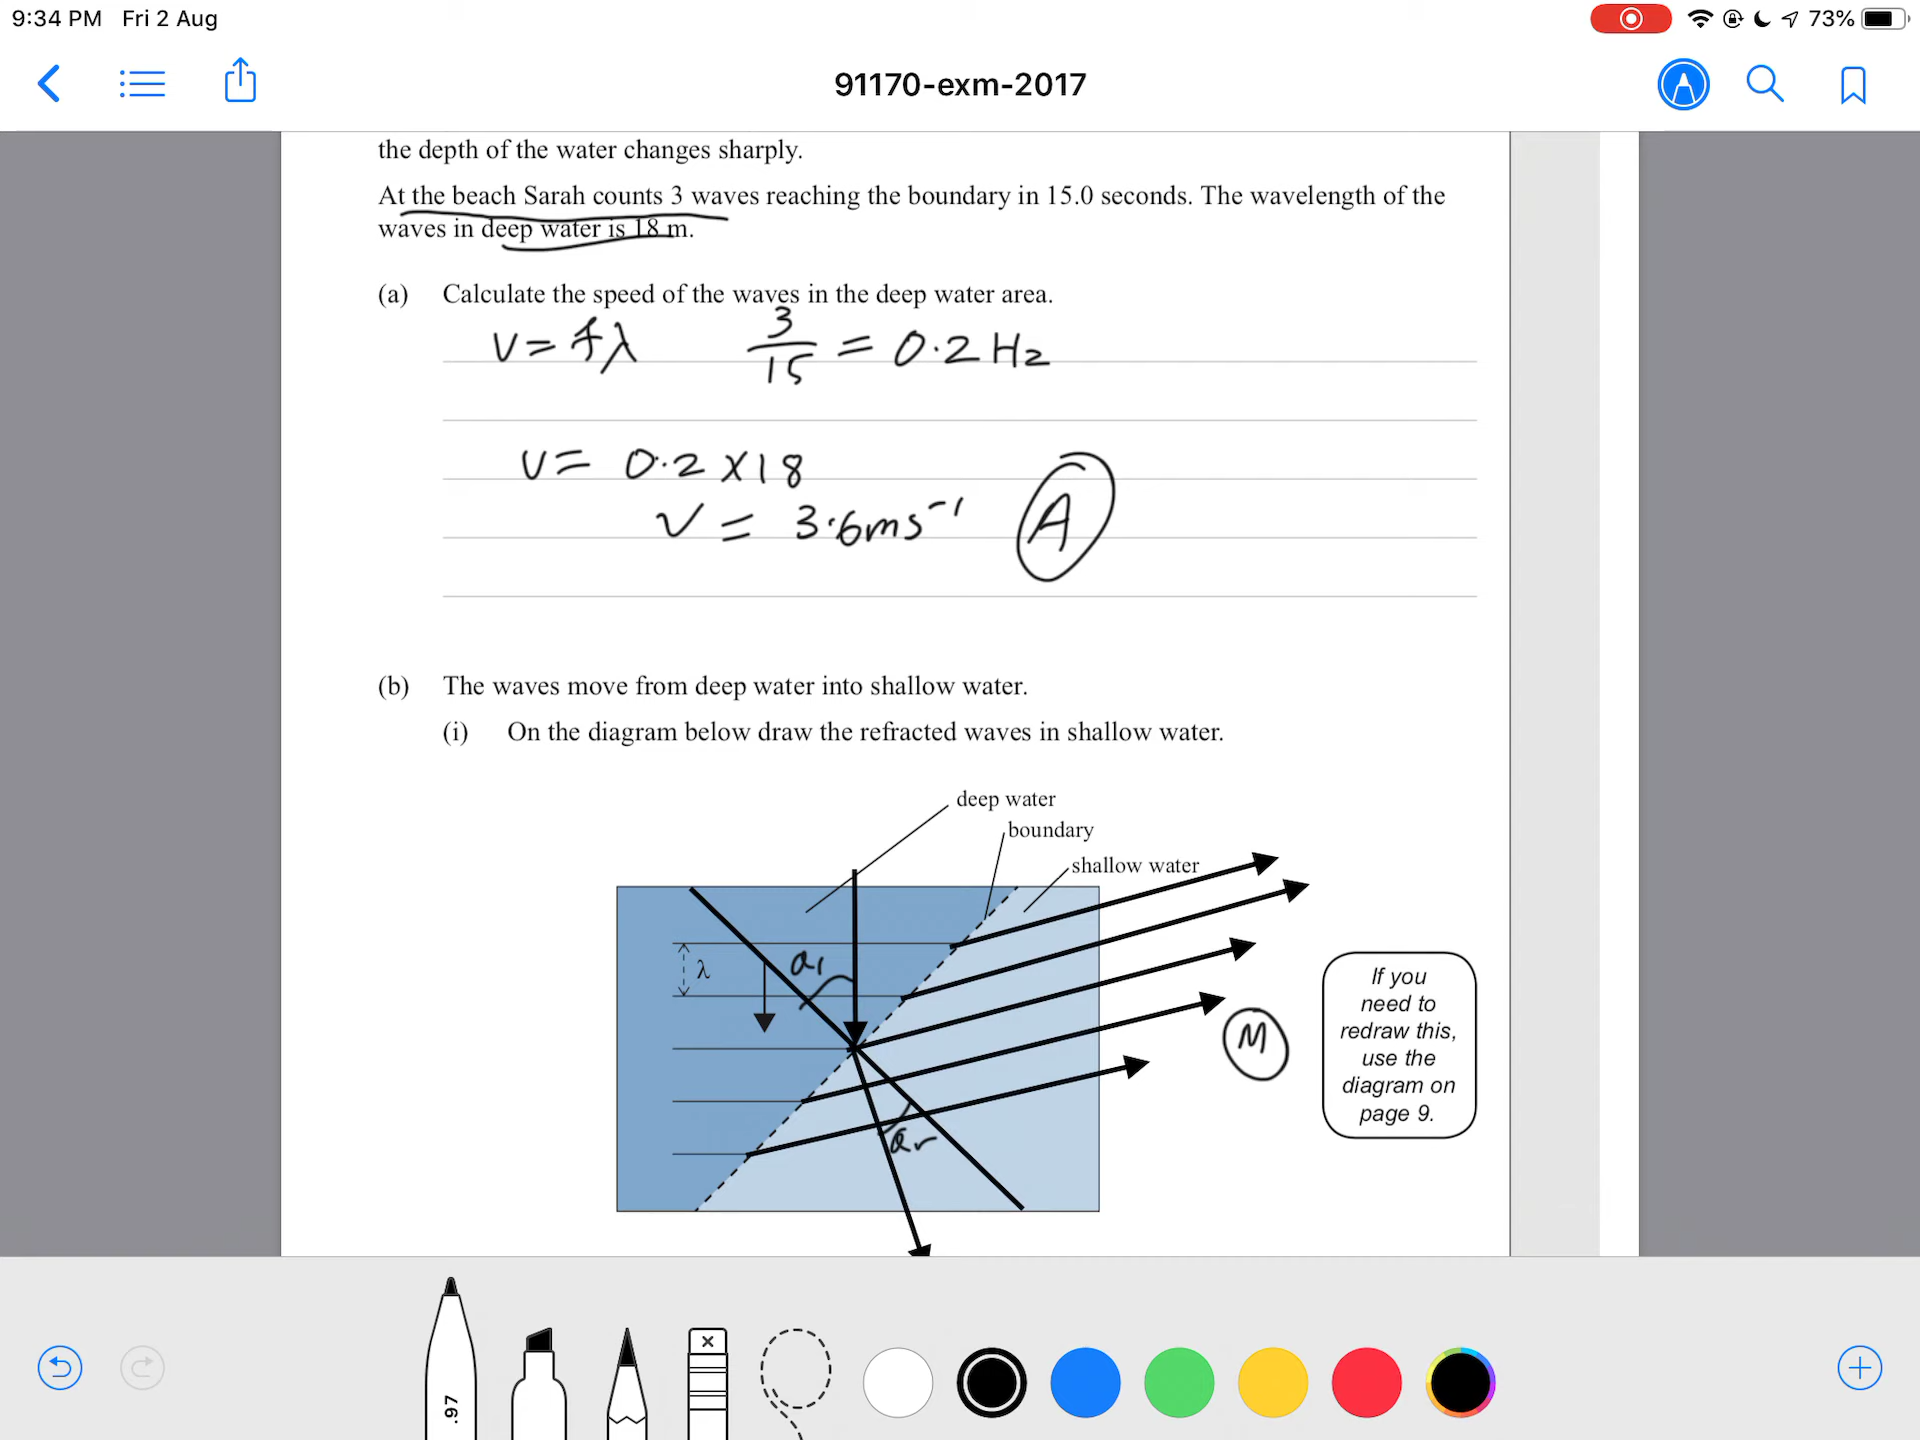 9:34 PM Fri 2 Aug
73%
91170-exm-2017
the depth of the water changes sharply.
At the beach Sarah counts 3 waves reaching the boundary in 15.0 seconds. The wavelength of the
waves in deep water is 18 m.
(a) Calculate the speed of the waves in the deep water area.
v = fλ 3/15 = 0.2 Hz
v = 0.2 × 18
v = 3.6 ms⁻¹ A
(b) The waves move from deep water into shallow water.
(i) On the diagram below draw the refracted waves in shallow water.
deep water
boundary
shallow water
λ
M
If you
need to
redraw this,
use the
diagram on
page 9.
.97